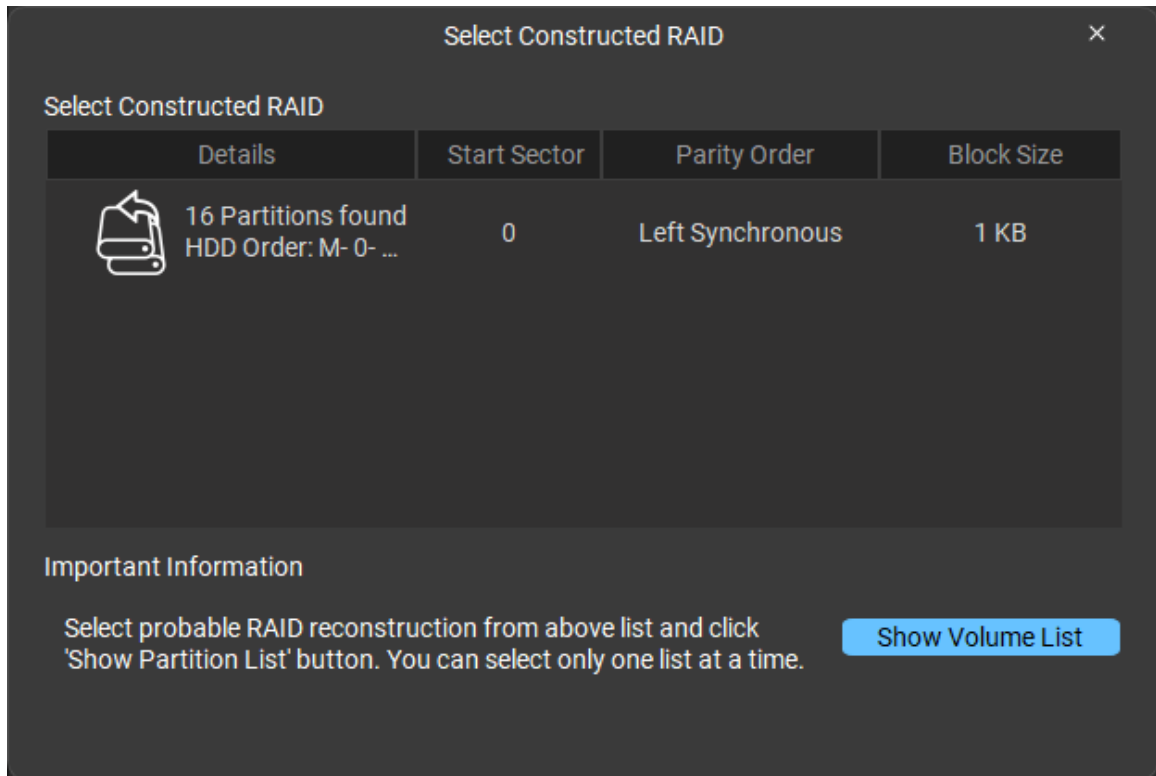 Select Constructed RAID ×
Select Constructed RAID
Details Start Sector Parity Order Block Size
16 Partitions found
HDD Order: M- 0- ... 0 Left Synchronous 1 KB
Important Information
Select probable RAID reconstruction from above list and click
'Show Partition List' button. You can select only one list at a time.
Show Volume List